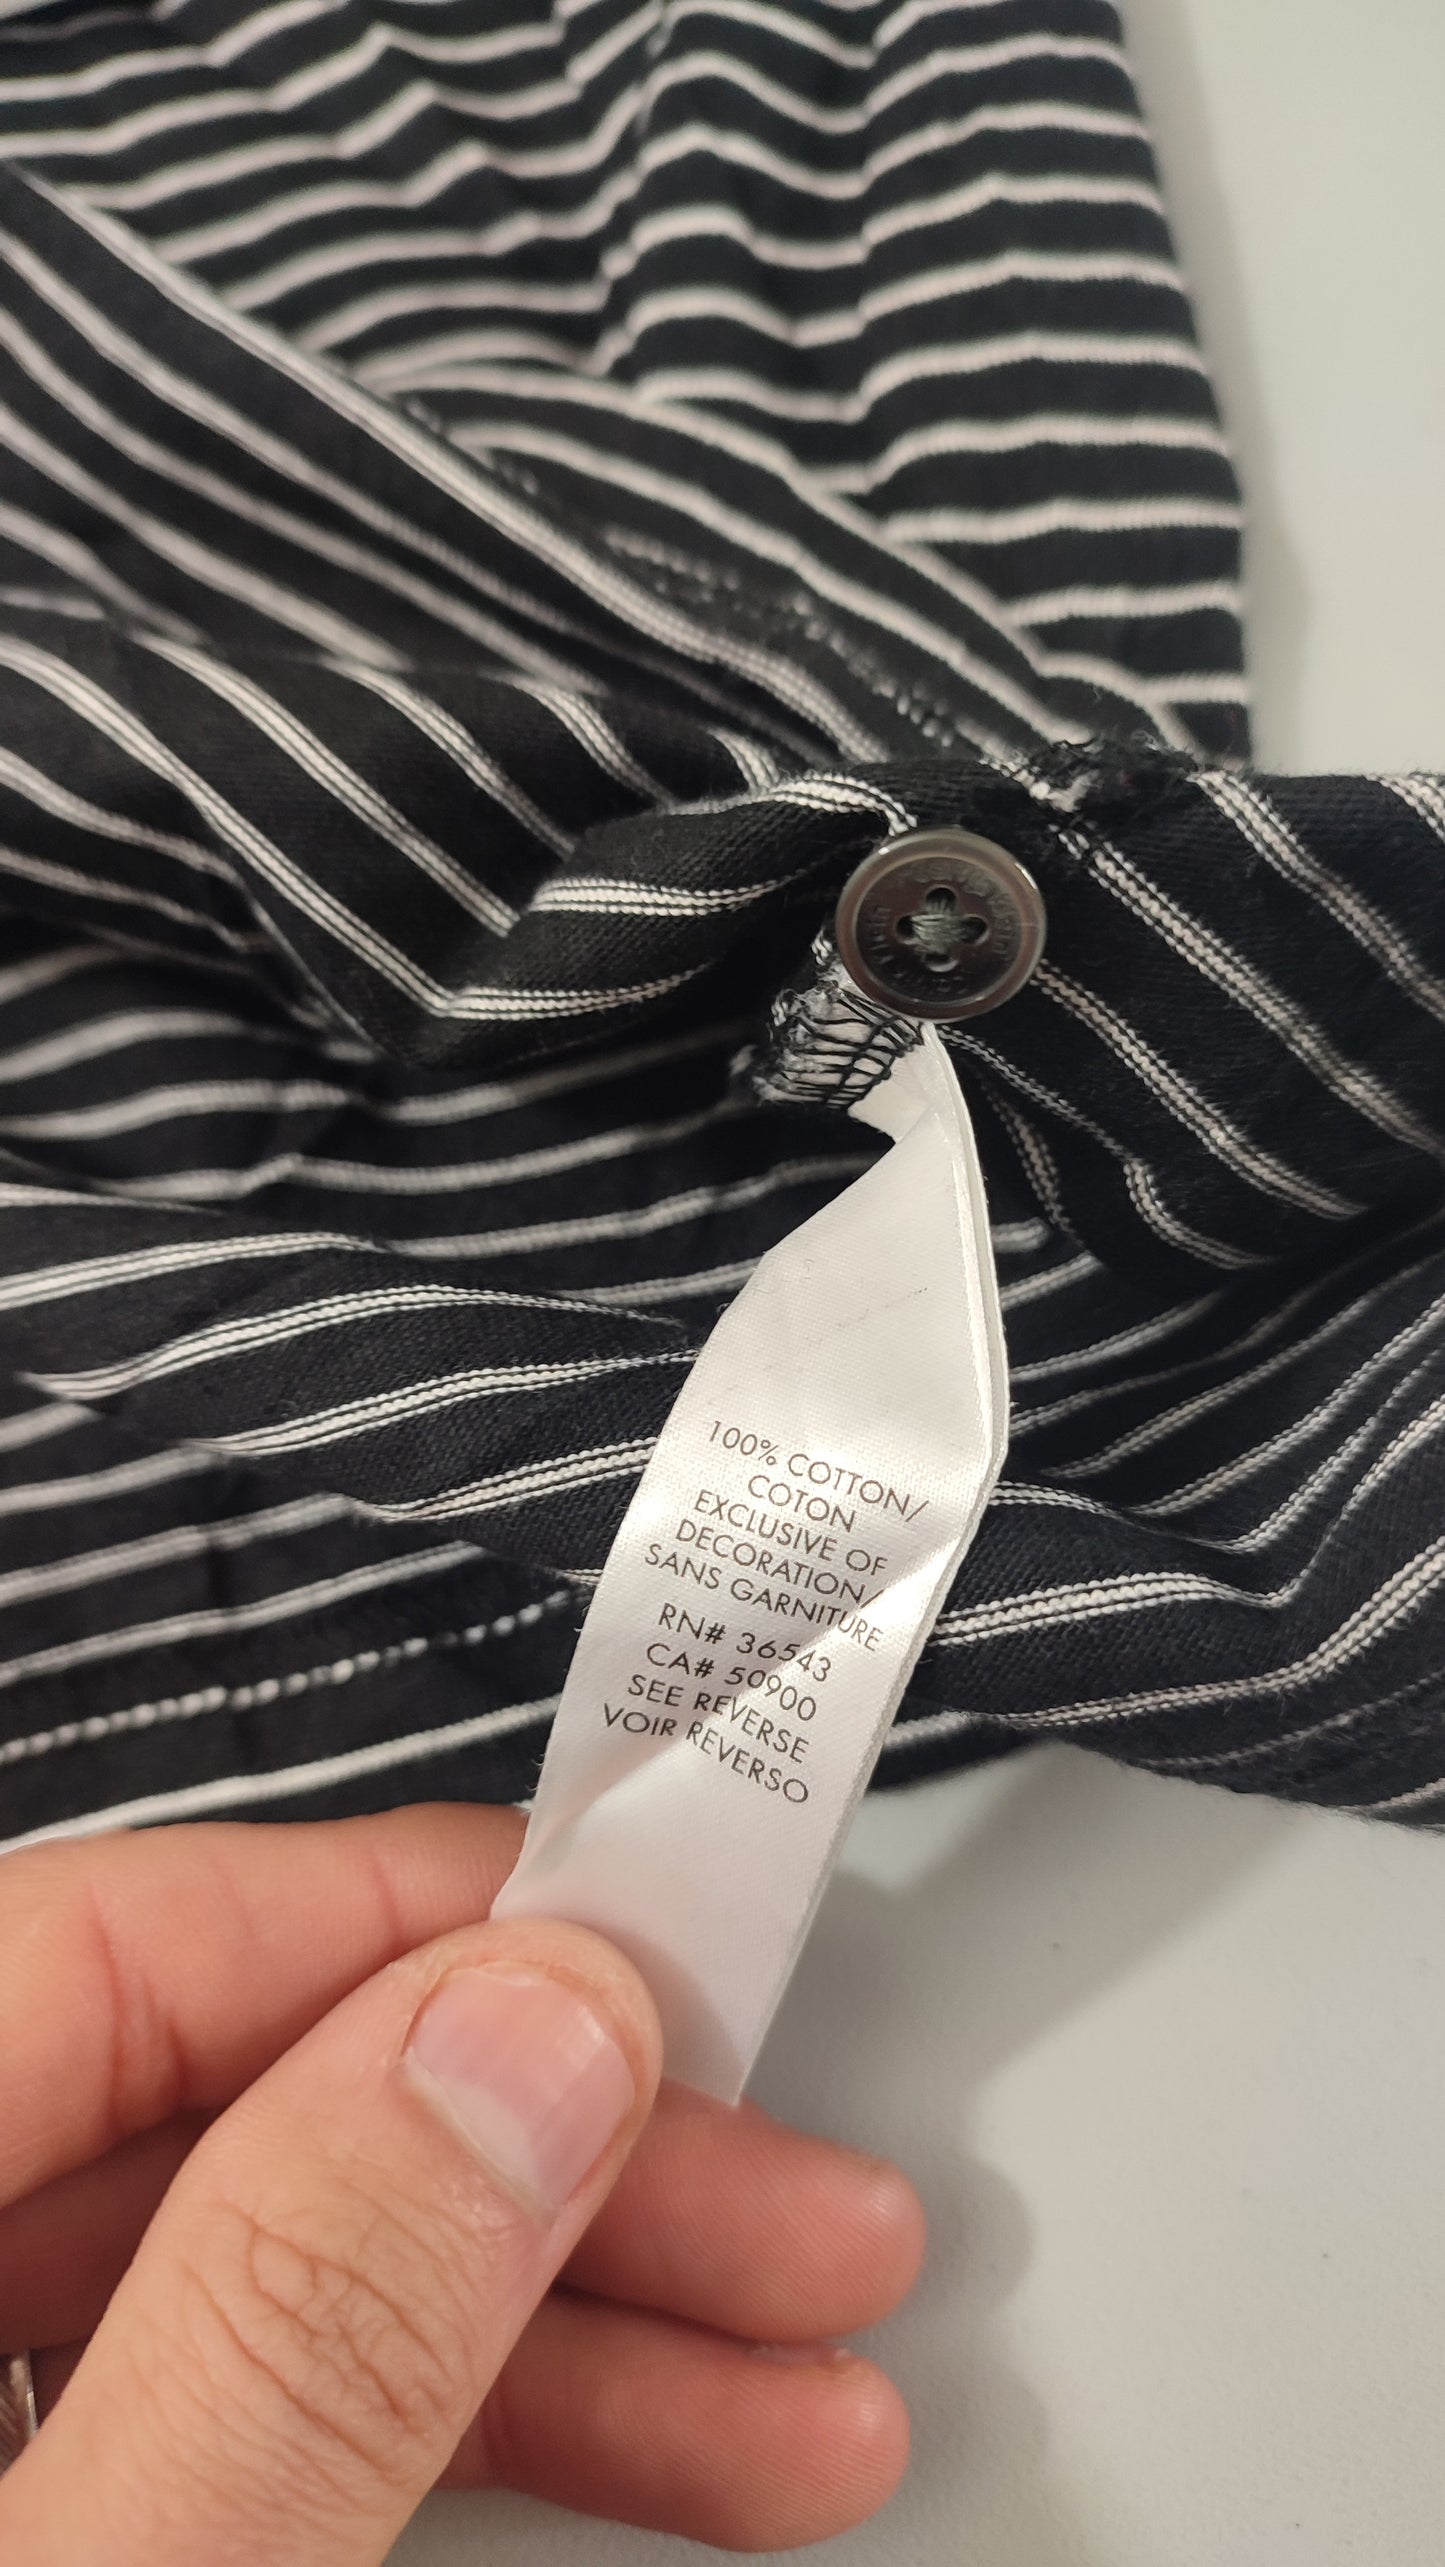 100% COTTON/
COTON
EXCLUSIVE OF
DECORATION/
SANS GARNITURE
RN# 36543
CA# 50900
SEE REVERSE
VOIR REVERSO